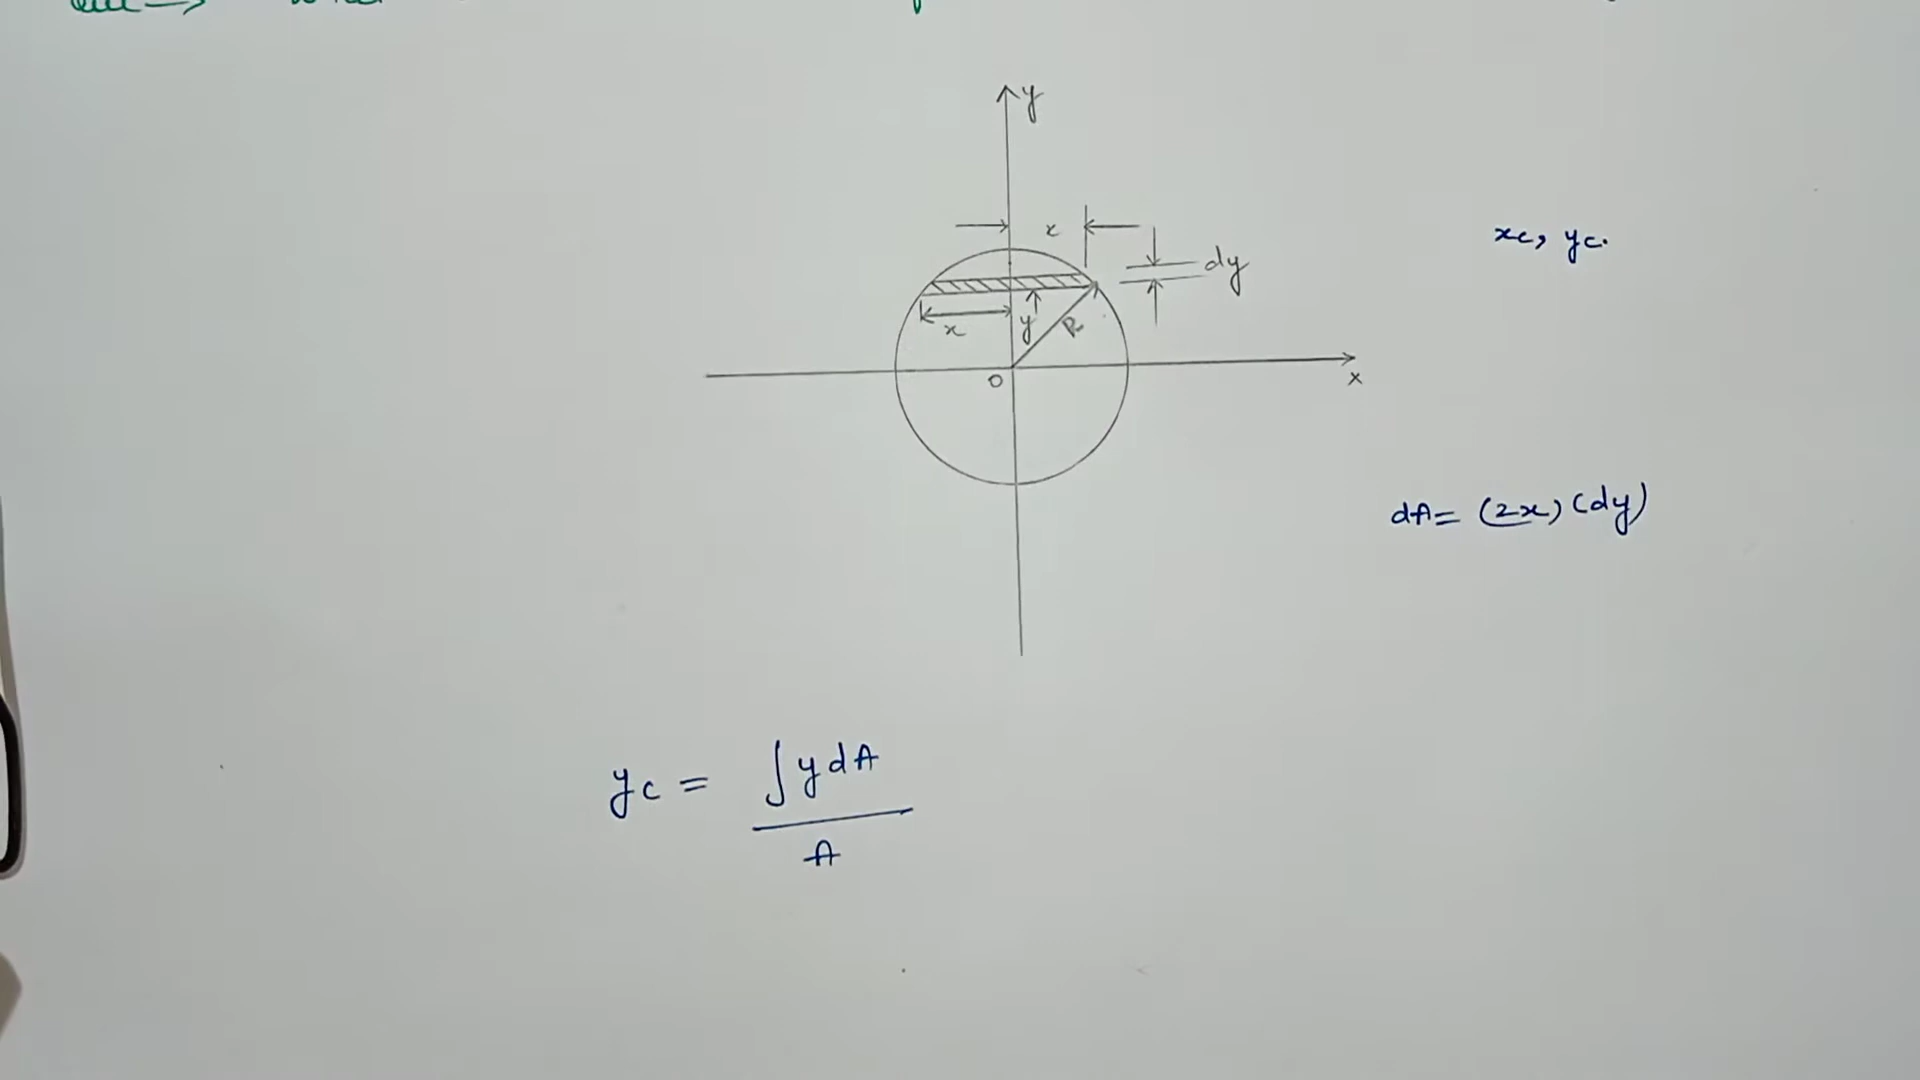 y
x
xc, yc.
dy
x
y
R
O
x
dA = (2x) (dy)
yc = ∫ y dA
A